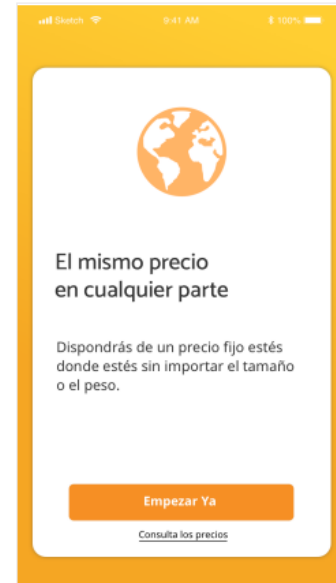 Sketch 9:41 AM 100%
El mismo precio
en cualquier parte
Dispondrás de un precio fijo estés
donde estés sin importar el tamaño
o el peso.
Empezar Ya
Consulta los precios